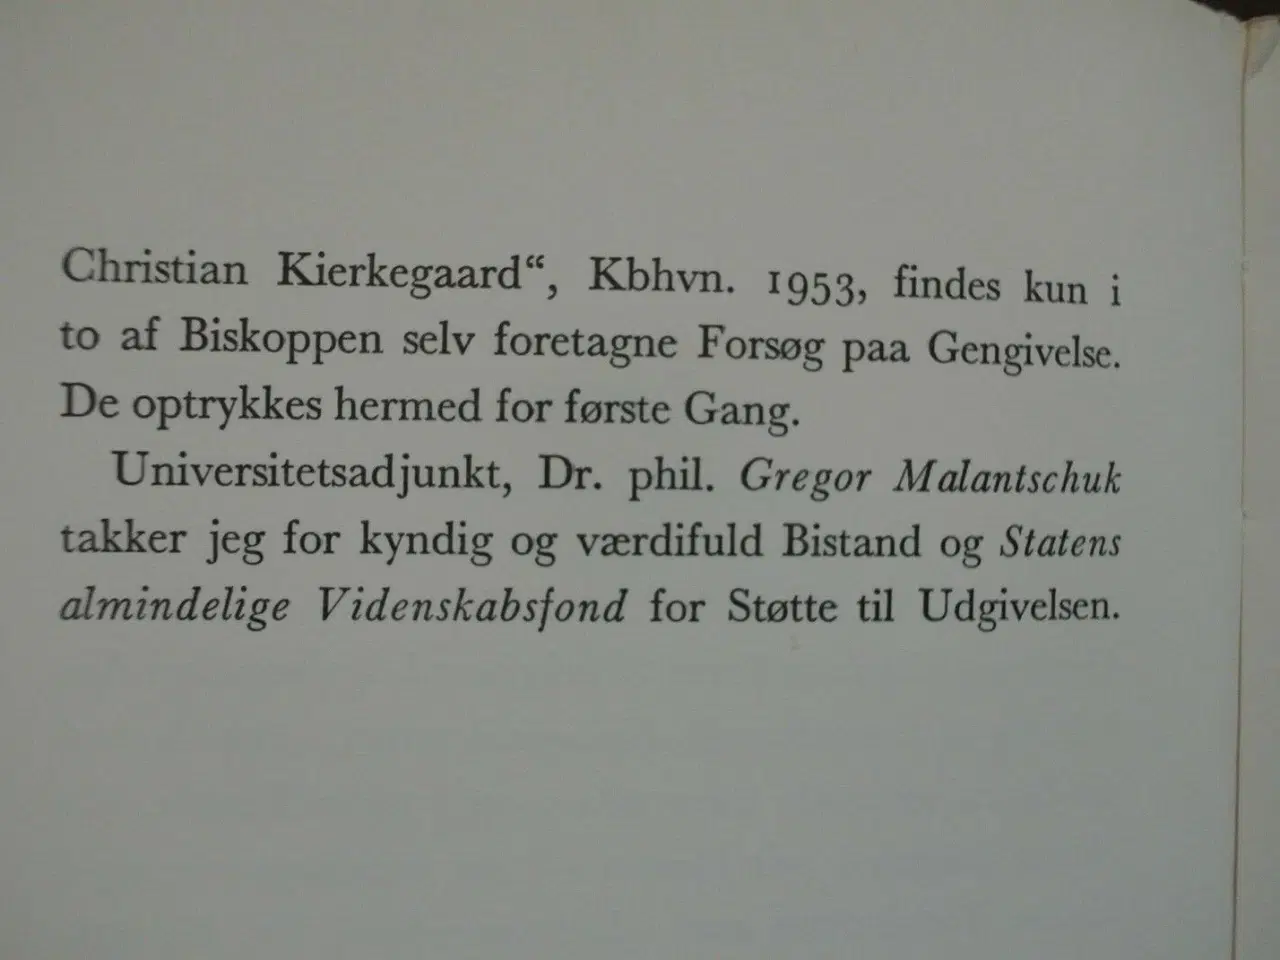 Christian Kierkegaard“, Kbhvn. 1953, findes kun i
to af Biskoppen selv foretagne Forsøg paa Gengivelse.
De optrykkes hermed for første Gang.
Universitetsadjunkt, Dr. phil. Gregor Malantschuk
takker jeg for kyndig og værdifuld Bistand og Statens
almindelige Videnskabsfond for Støtte til Udgivelsen.